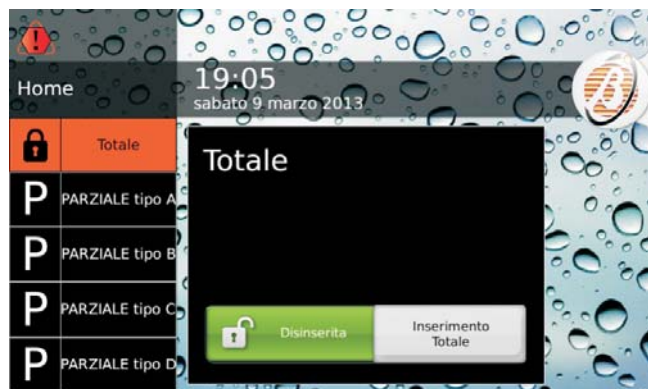 Home
19:05
sabato 9 marzo 2013
Totale
P PARZIALE tipo A
P PARZIALE tipo B
P PARZIALE tipo C
P PARZIALE tipo D
Totale
Disinserita
Inserimento
Totale